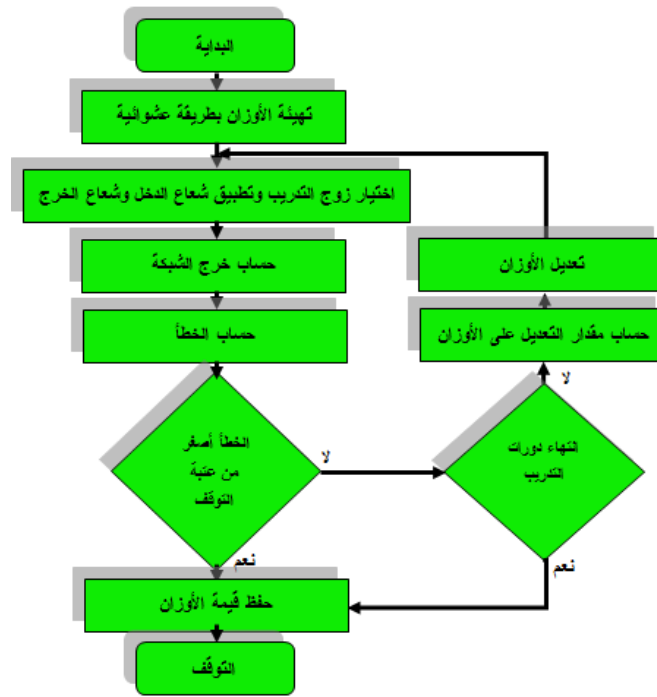 البداية
تهيئة الأوزان بطريقة عشوائية
اختيار زوج التدريب وتطبيق شعاع الدخل وشعاع الخرج
حساب خرج الشبكة
تعديل الأوزان
حساب الخطأ
حساب مقدار التعديل على الأوزان
لا
الخطأ أصغر
من عتبة
التوقف
لا
انتهاء دورات
التدريب
نعم
نعم
حفظ قيمة الأوزان
التوقف